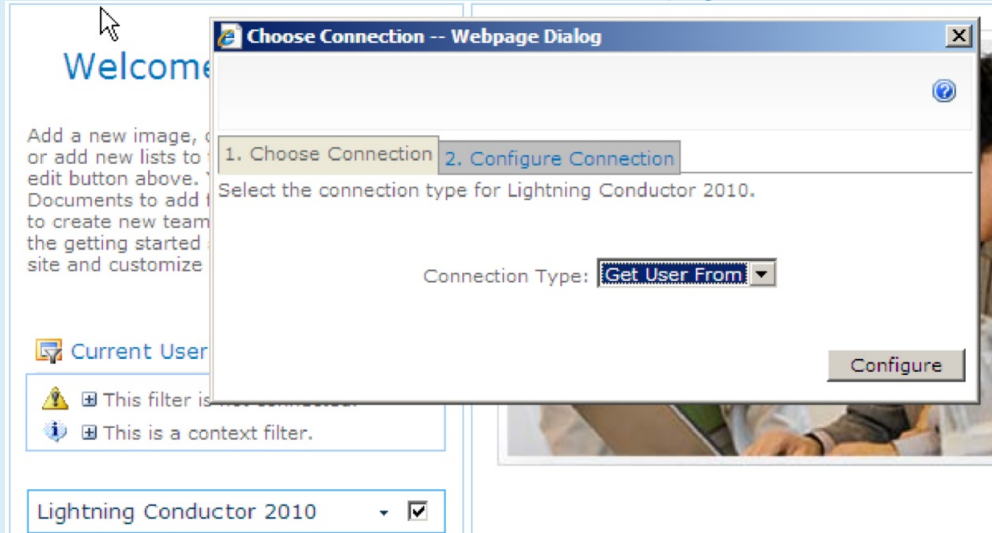 Choose Connection -- Webpage Dialog
Welcome
Add a new image,
or add new lists to
edit button above.
Documents to add
to create new team
the getting started
site and customize
1. Choose Connection
2. Configure Connection
Select the connection type for Lightning Conductor 2010.
Connection Type: Get User From
Configure
Current User
This filter is not connected.
This is a context filter.
Lightning Conductor 2010